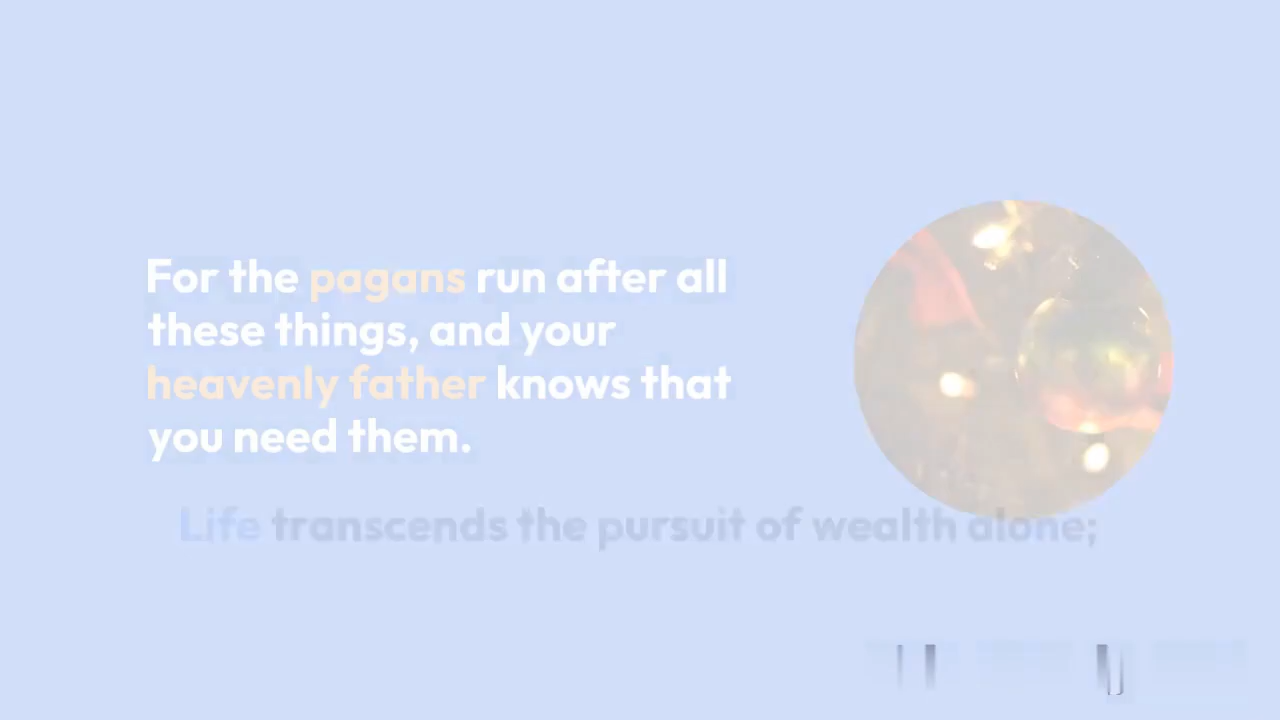 For the pagans run after all
these things, and your
heavenly father knows that
you need them.
Life transcends the pursuit of wealth alone;